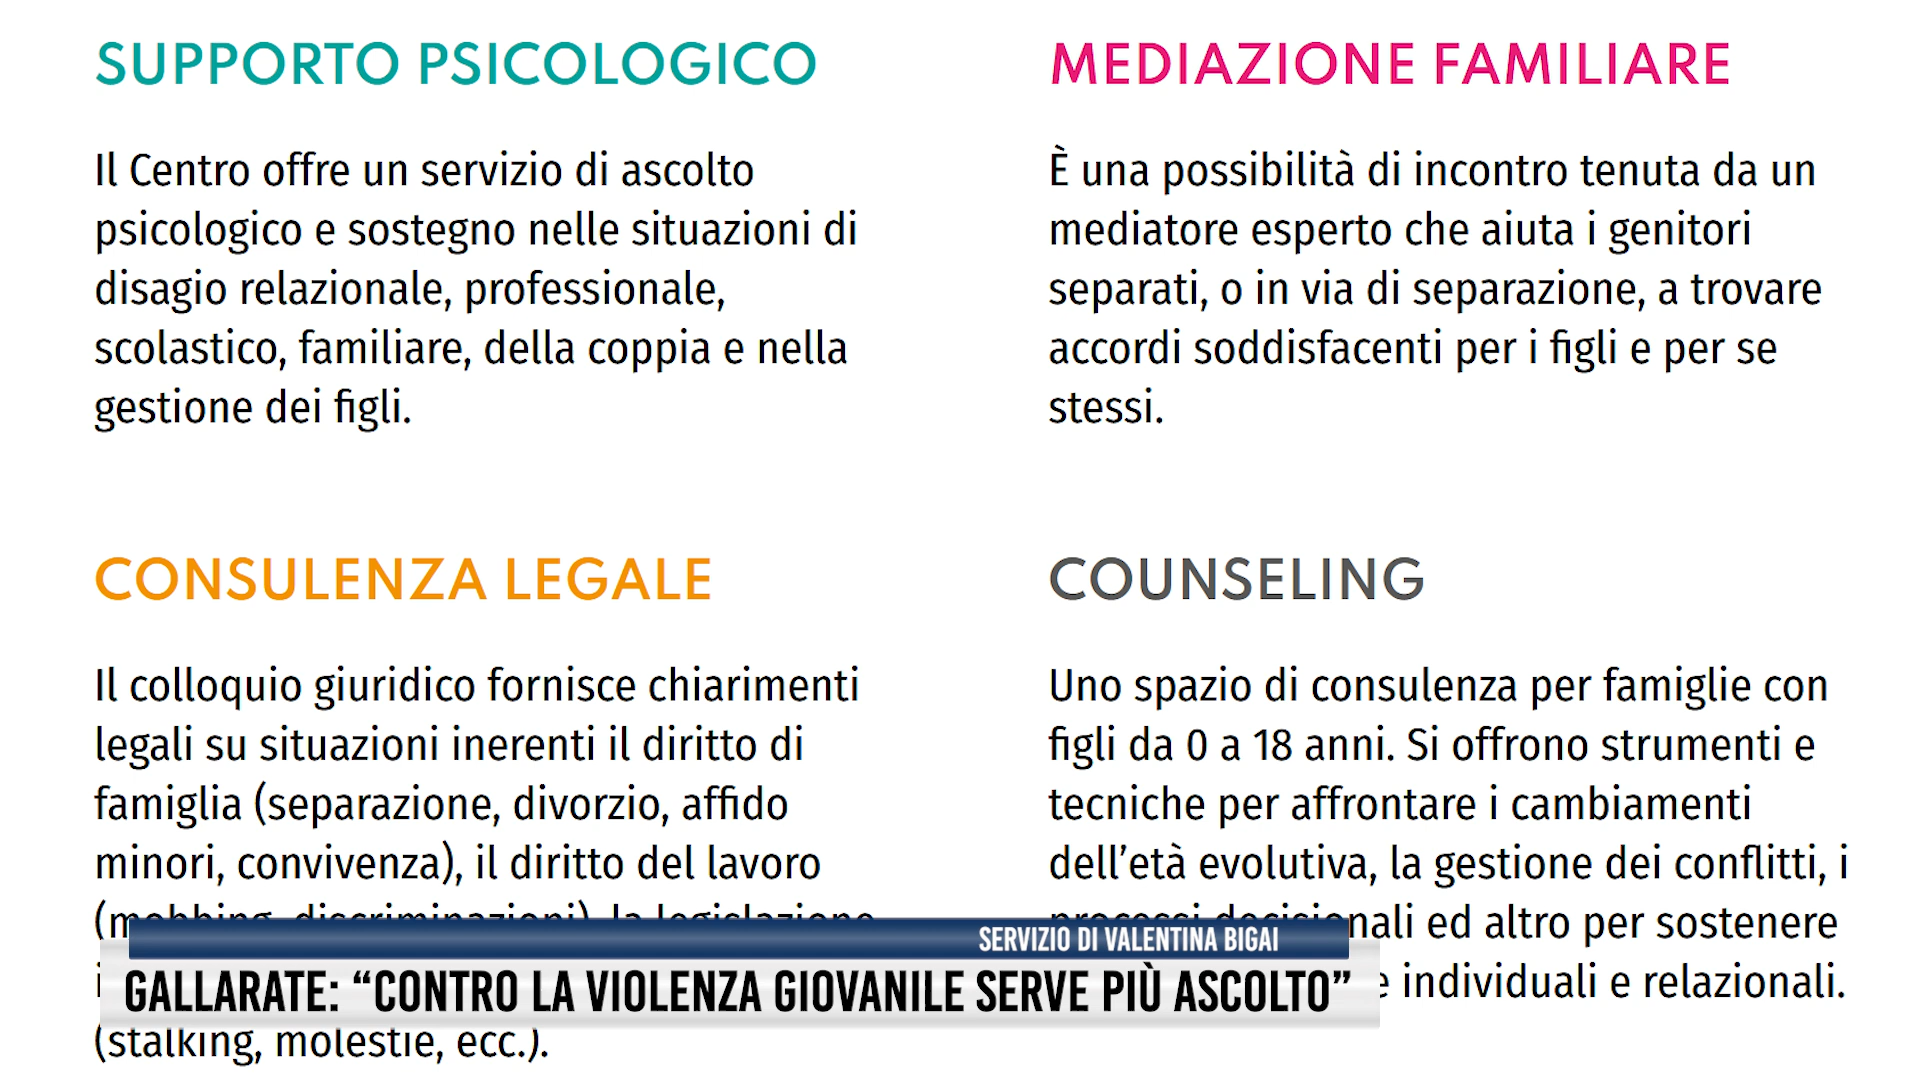 SUPPORTO PSICOLOGICO
Il Centro offre un servizio di ascolto
psicologico e sostegno nelle situazioni di
disagio relazionale, professionale,
scolastico, familiare, della coppia e nella
gestione dei figli.
MEDIAZIONE FAMILIARE
È una possibilità di incontro tenuta da un
mediatore esperto che aiuta i genitori
separati, o in via di separazione, a trovare
accordi soddisfacenti per i figli e per se
stessi.
CONSULENZA LEGALE
Il colloquio giuridico fornisce chiarimenti
legali su situazioni inerenti il diritto di
famiglia (separazione, divorzio, affido
minori, convivenza), il diritto del lavoro
(mobbing, discriminazioni), la legislazione
(stalking, molestie, ecc.).
COUNSELING
Uno spazio di consulenza per famiglie con
figli da 0 a 18 anni. Si offrono strumenti e
tecniche per affrontare i cambiamenti
dell'età evolutiva, la gestione dei conflitti, i
processi decisionali ed altro per sostenere
individuali e relazionali.
SERVIZIO DI VALENTINA BIGAI
GALLARATE: “CONTRO LA VIOLENZA GIOVANILE SERVE PIÙ ASCOLTO”